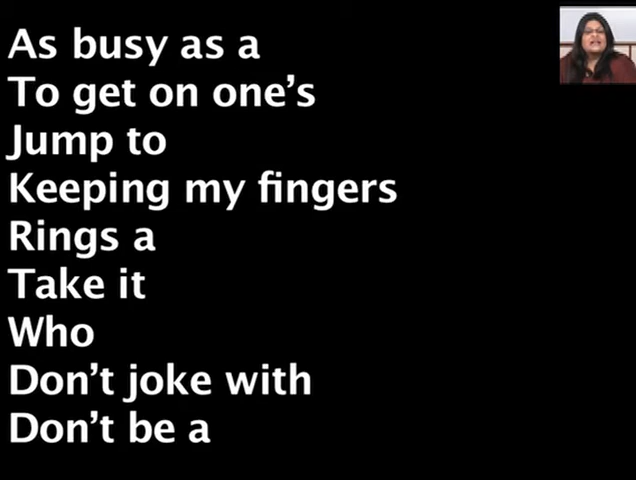 As busy as a
To get on one's
Jump to
Keeping my fingers
Rings a
Take it
Who
Don't joke with
Don't be a